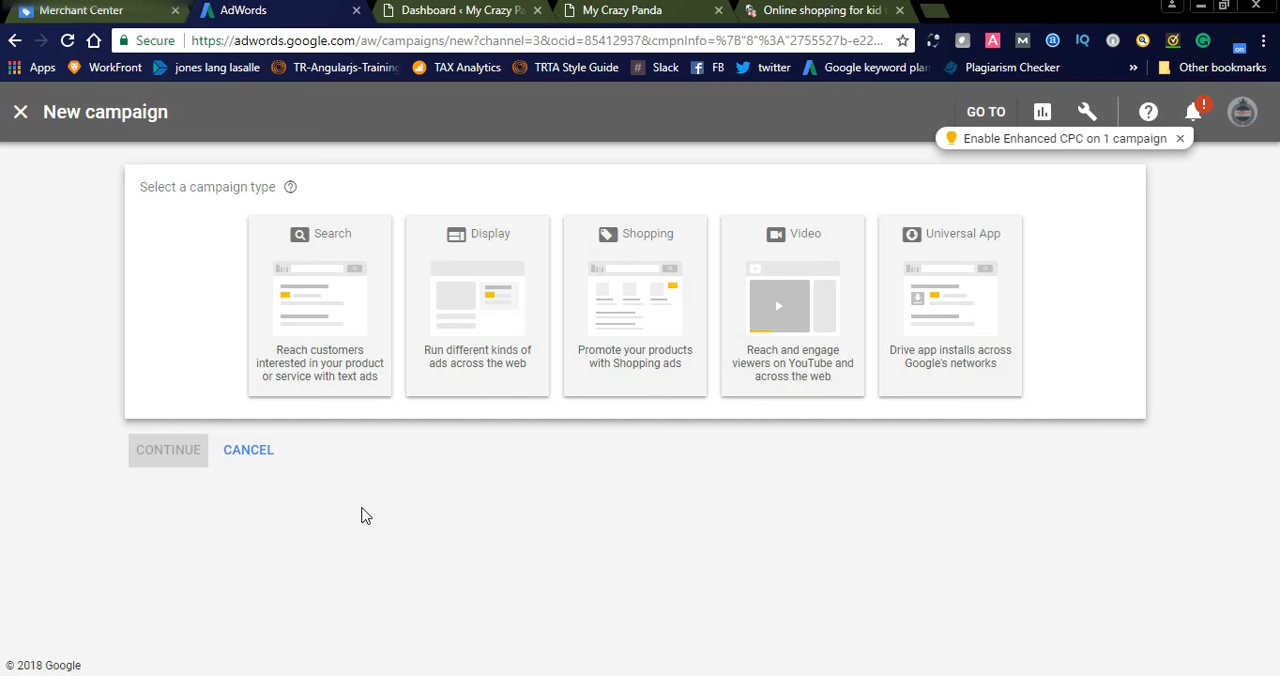 Merchant Center
AdWords
Dashboard ‹ My Crazy Pa
My Crazy Panda
Online shopping for kid t
Secure
https://adwords.google.com/aw/campaigns/new?channel=3&ocid=85412937&cmpnInfo=%7B"8"%3A"2755527b-e22...
Apps
WorkFront
jones lang lasalle
TR-Angularjs-Training
TAX Analytics
TRTA Style Guide
Slack
FB
twitter
Google keyword plan
Plagiarism Checker
»
Other bookmarks
New campaign
GO TO
Enable Enhanced CPC on 1 campaign
Select a campaign type
Search
Reach customers
interested in your product
or service with text ads
Display
Run different kinds of
ads across the web
Shopping
Promote your products
with Shopping ads
Video
Reach and engage
viewers on YouTube and
across the web
Universal App
Drive app installs across
Google's networks
CONTINUE
CANCEL
© 2018 Google